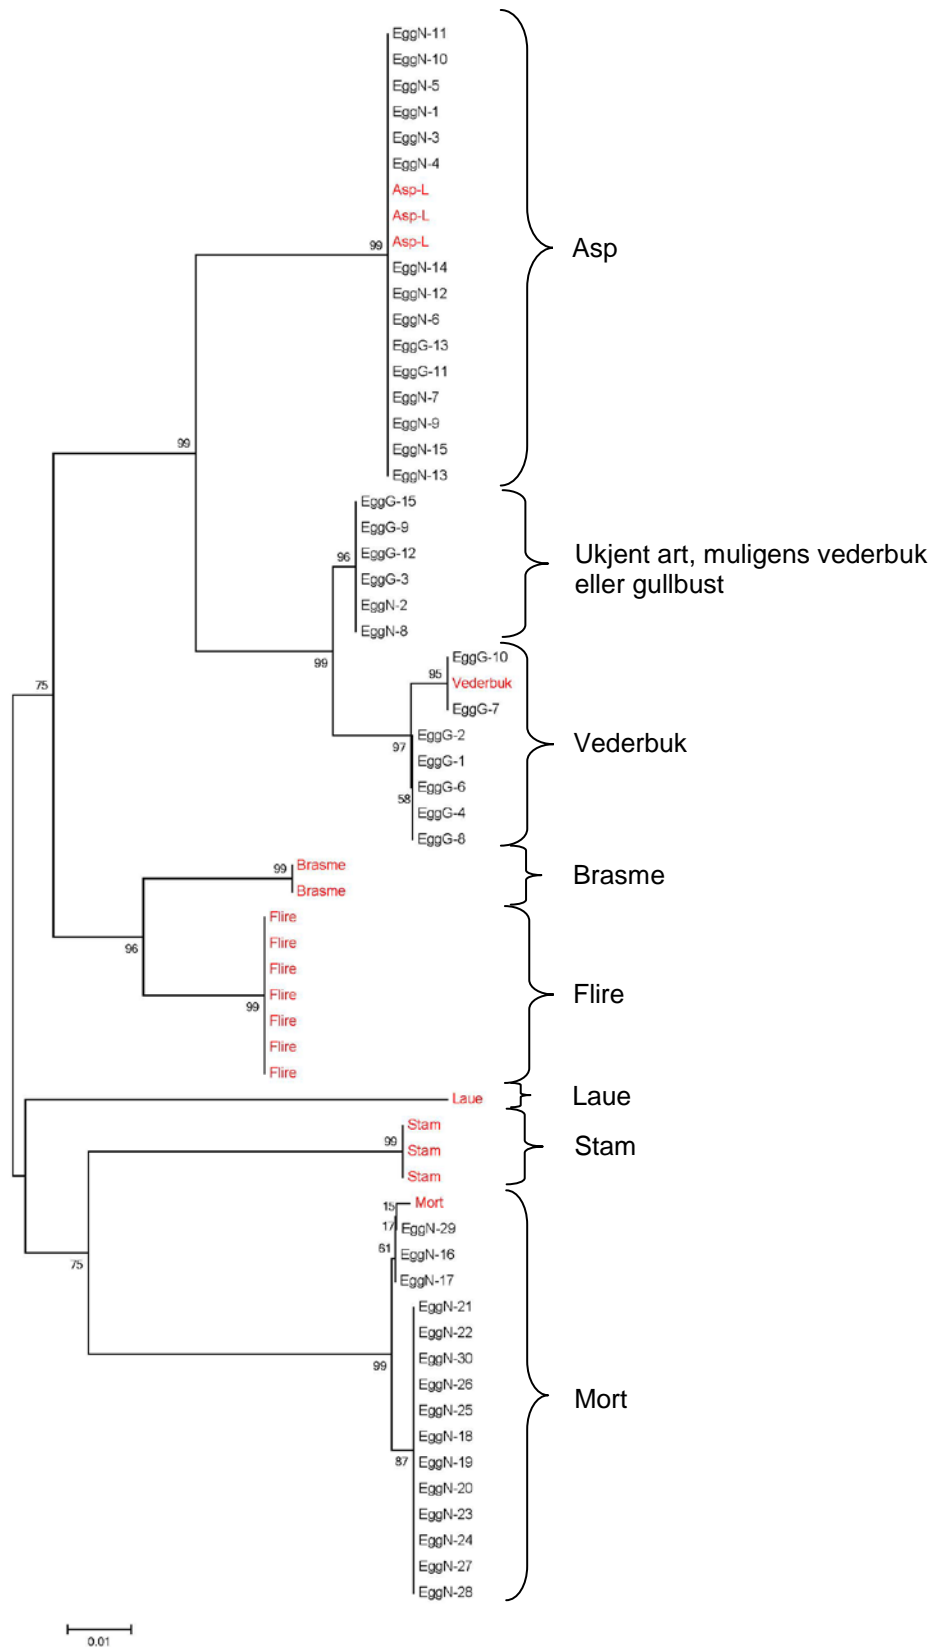 EggN-11
EggN-10
EggN-5
EggN-1
EggN-3
EggN-4
Asp-L
Asp-L
Asp-L
99
EggN-14
EggN-12
EggN-6
EggG-13
EggG-11
EggN-7
EggN-9
EggN-15
EggN-13
Asp
99
EggG-15
EggG-9
EggG-12
96
EggG-3
EggN-2
EggN-8
Ukjent art, muligens vederbuk
eller gullbust
99
EggG-10
95
Vederbuk
EggG-7
EggG-2
97
EggG-1
EggG-6
58
EggG-4
EggG-8
Vederbuk
75
99
Brasme
Brasme
Brasme
96
Flire
Flire
Flire
Flire
99
Flire
Flire
Flire
Flire
Laue
Laue
Stam
99
Stam
Stam
Stam
75
15
Mort
17
EggN-29
61
EggN-16
EggN-17
99
EggN-21
EggN-22
EggN-30
EggN-26
EggN-25
EggN-18
87
EggN-19
EggN-20
EggN-23
EggN-24
EggN-27
EggN-28
Mort
0.01